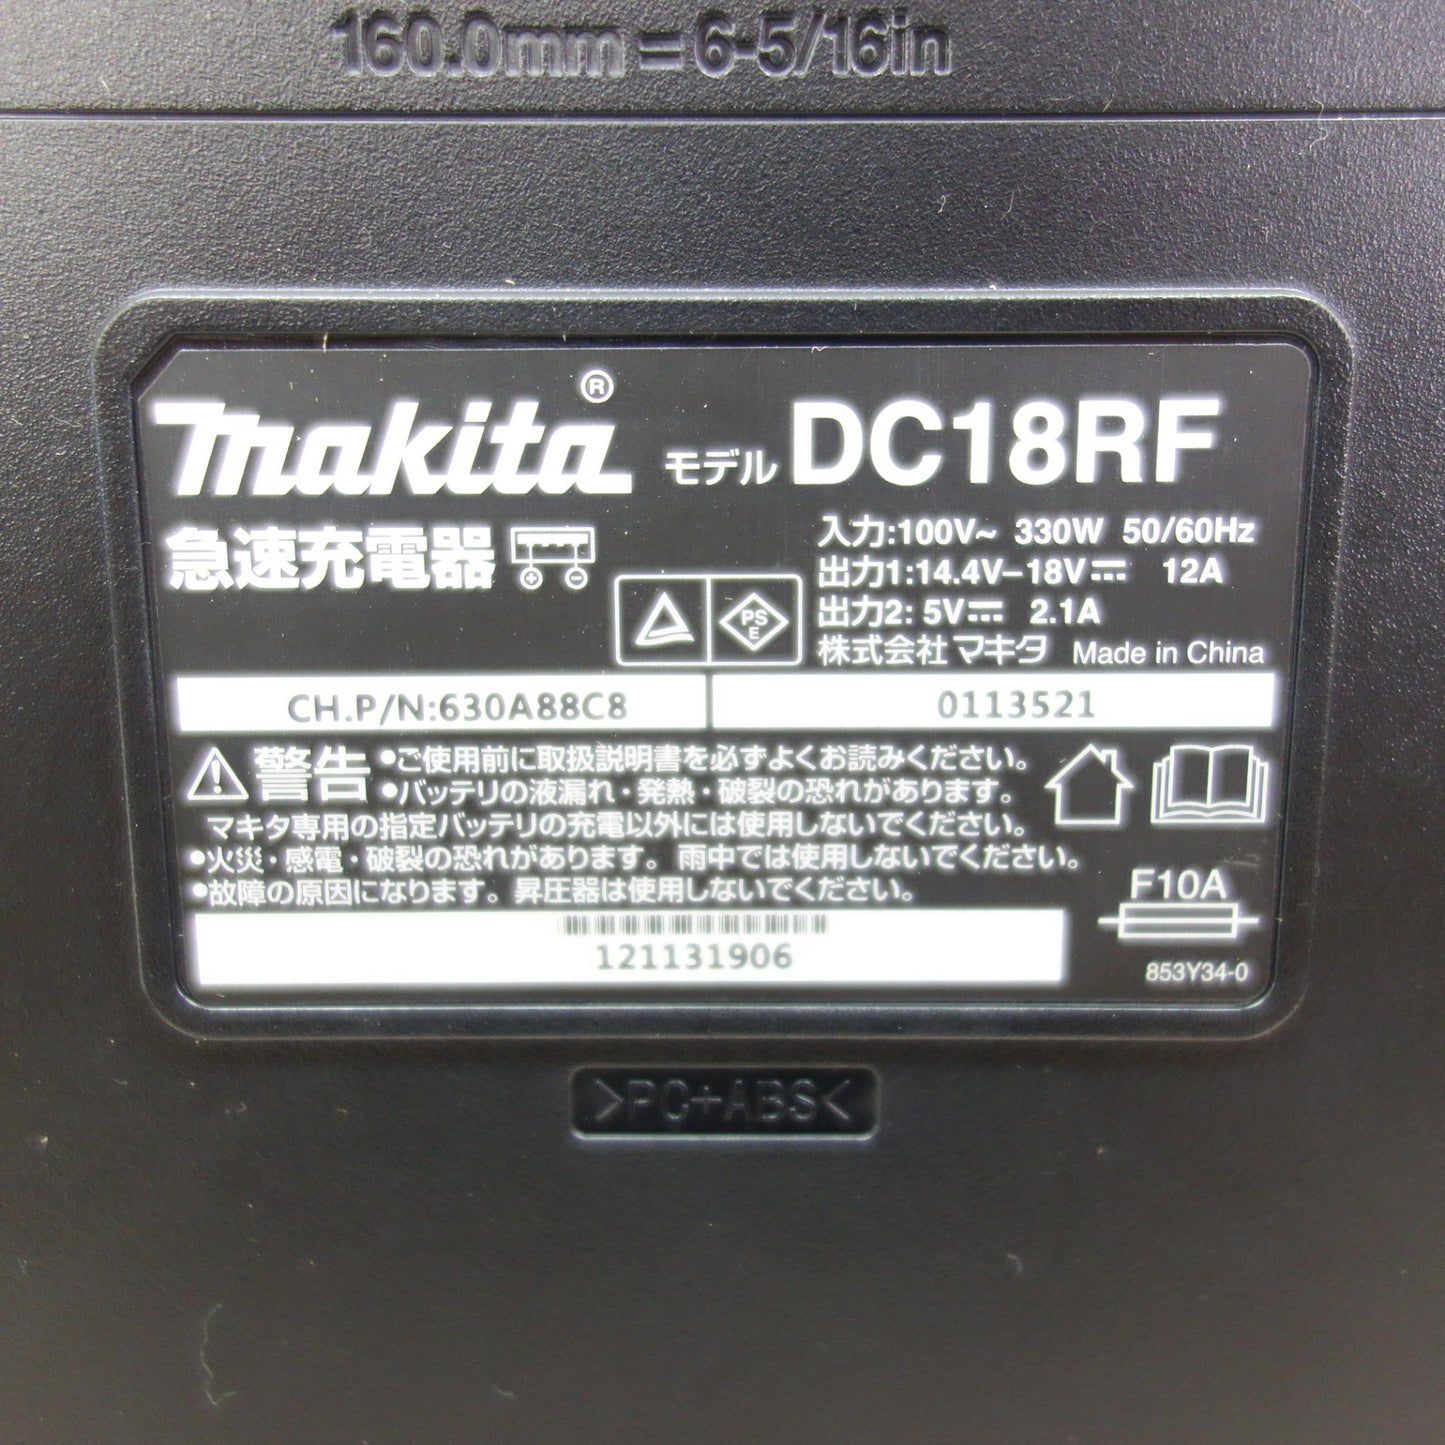 160.0mm=6-5/16in
makita® モデル DC18RF
急速充電器
入力:100V~ 330W 50/60Hz
出力1:14.4V–18V⎓ 12A
出力2: 5V⎓ 2.1A
PS
E
株式会社マキタ Made in China
CH.P/N:630A88C8
0113521
警告
•ご使用前に取扱説明書を必ずよくお読みください。
•バッテリの液漏れ・発熱・破裂の恐れがあります。
マキタ専用の指定バッテリの充電以外には使用しないでください。
•火災・感電・破裂の恐れがあります。雨中では使用しないでください。
•故障の原因になります。昇圧器は使用しないでください。
F10A
121131906
853Y34-0
>PC+ABS<